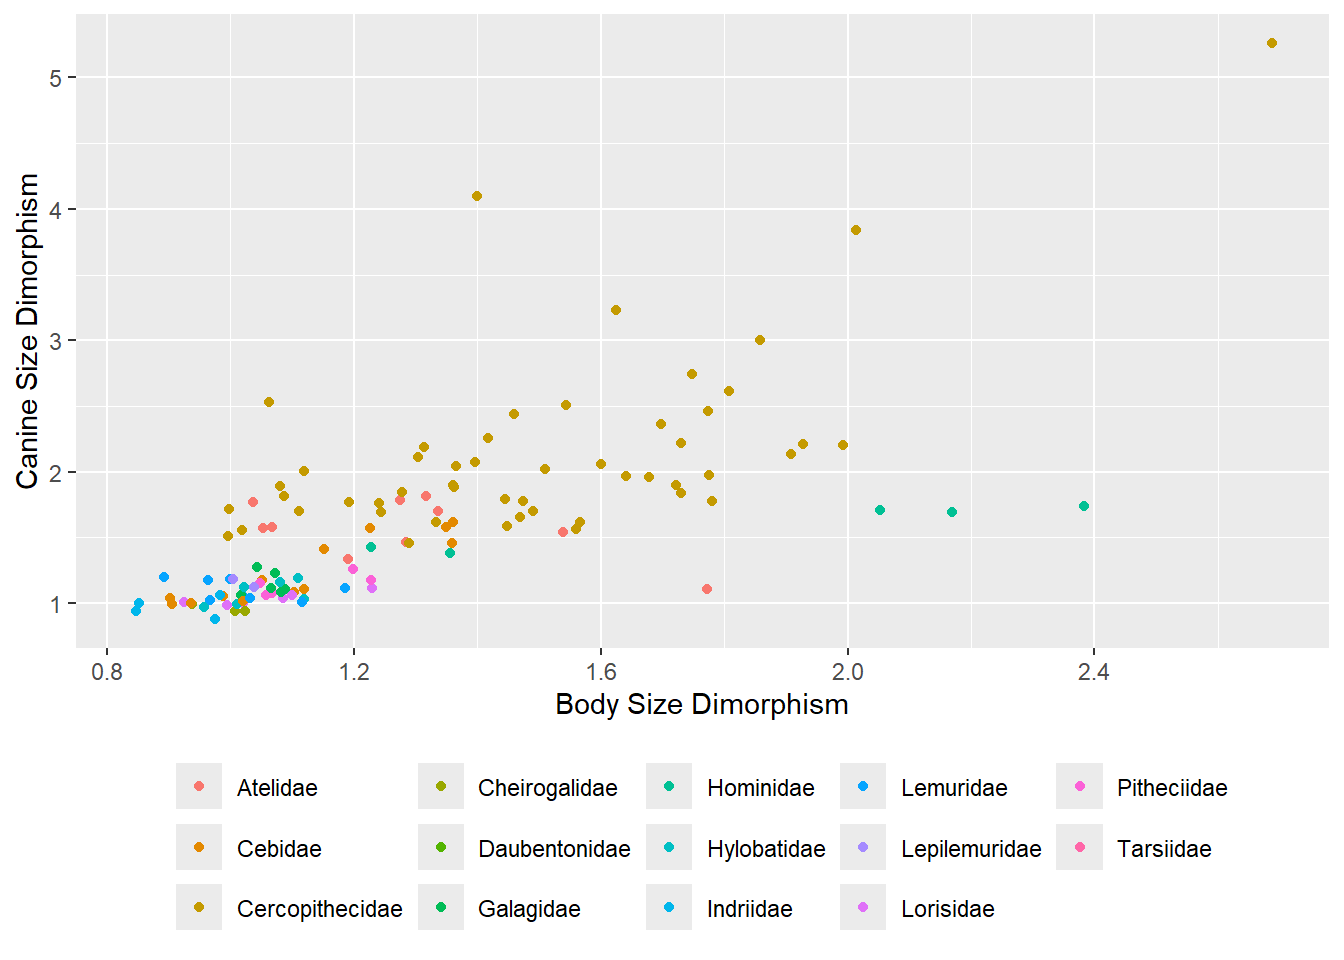 5
4
3
2
1
Canine Size Dimorphism
0.8 1.2 1.6 2.0 2.4
Body Size Dimorphism
Atelidae Cheirogalidae Hominidae Lemuridae Pitheciidae
Cebidae Daubentonidae Hylobatidae Lepilemuridae Tarsiidae
Cercopithecidae Galagidae Indriidae Lorisidae